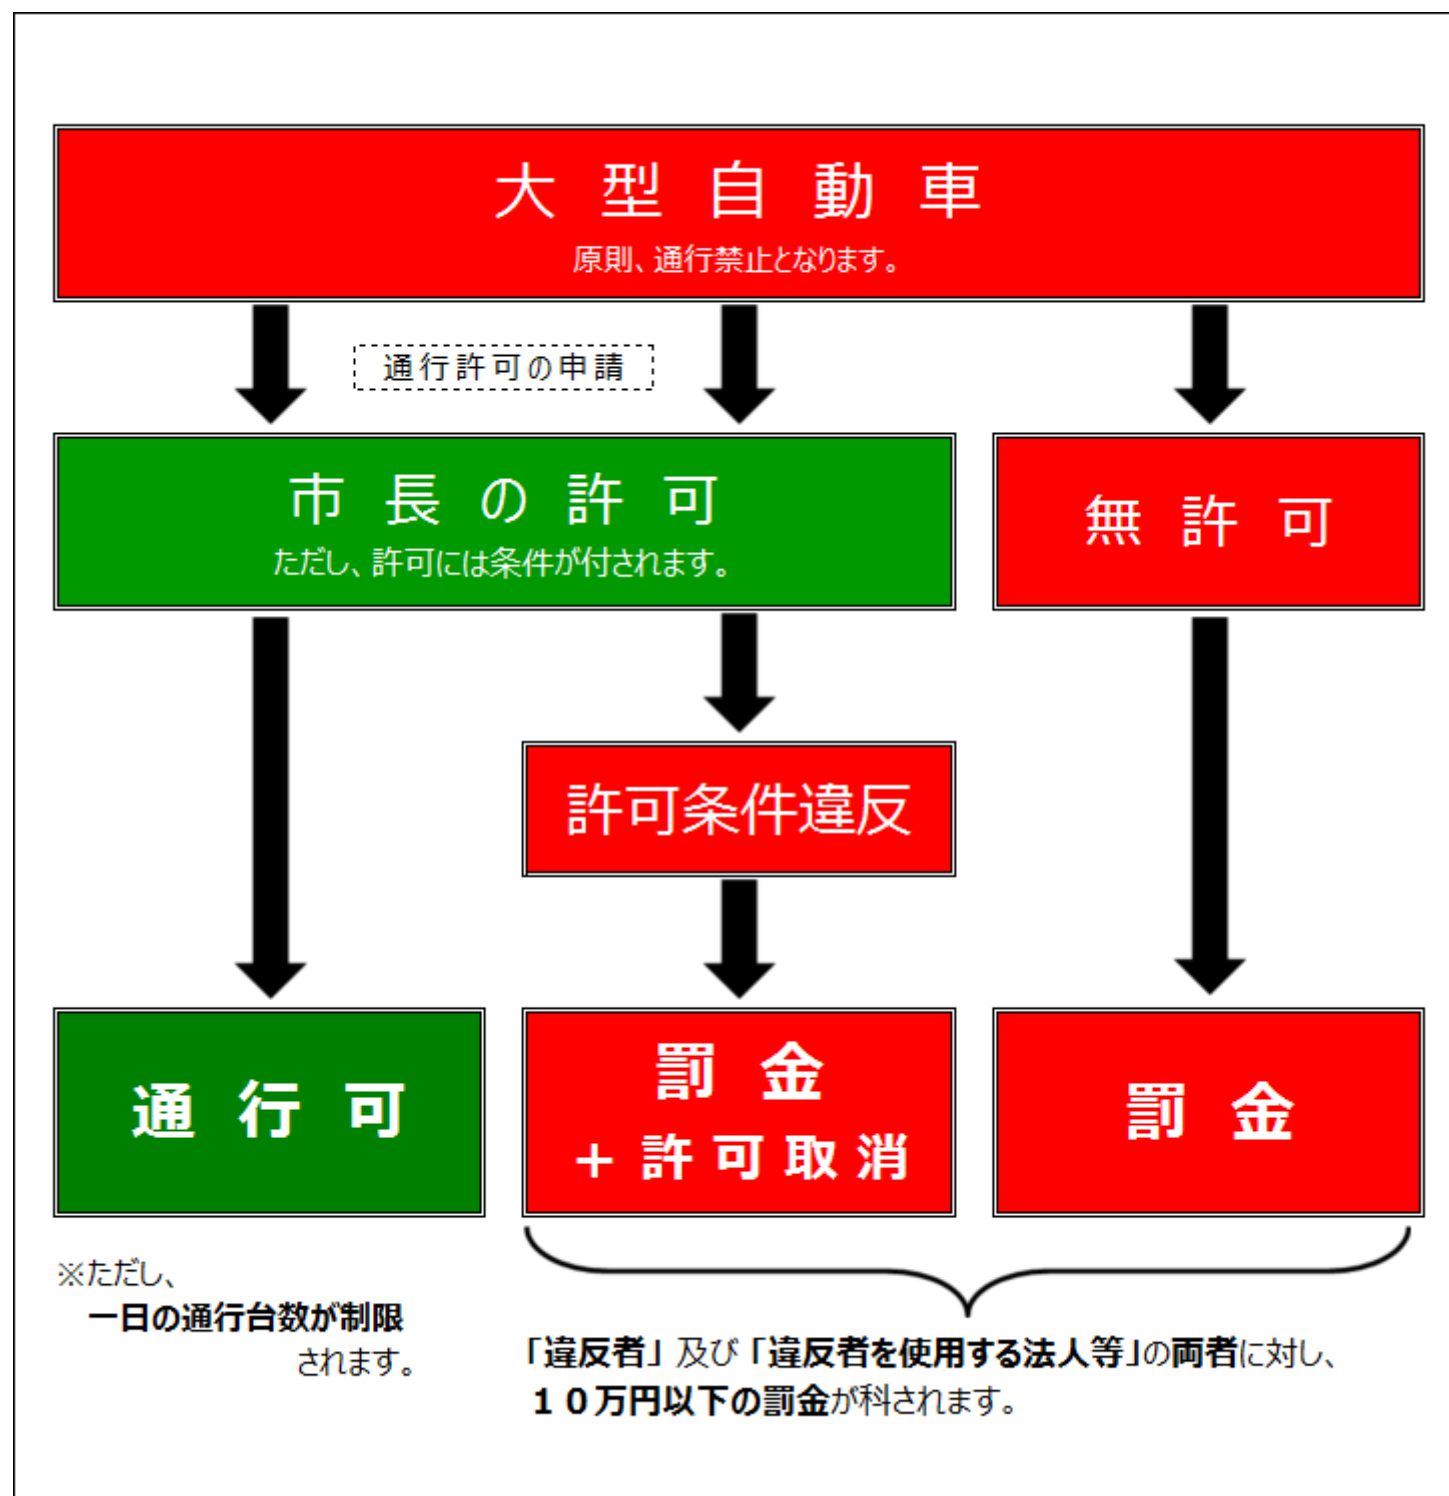 大型自動車
原則、通行禁止となります。
通行許可の申請
市長の許可
ただし、許可には条件が付されます。
無許可
許可条件違反
通行可
罰金
＋許可取消
罰金
※ただし、
一日の通行台数が制限
されます。
「違反者」及び「違反者を使用する法人等」の両者に対し、
１０万円以下の罰金が科されます。